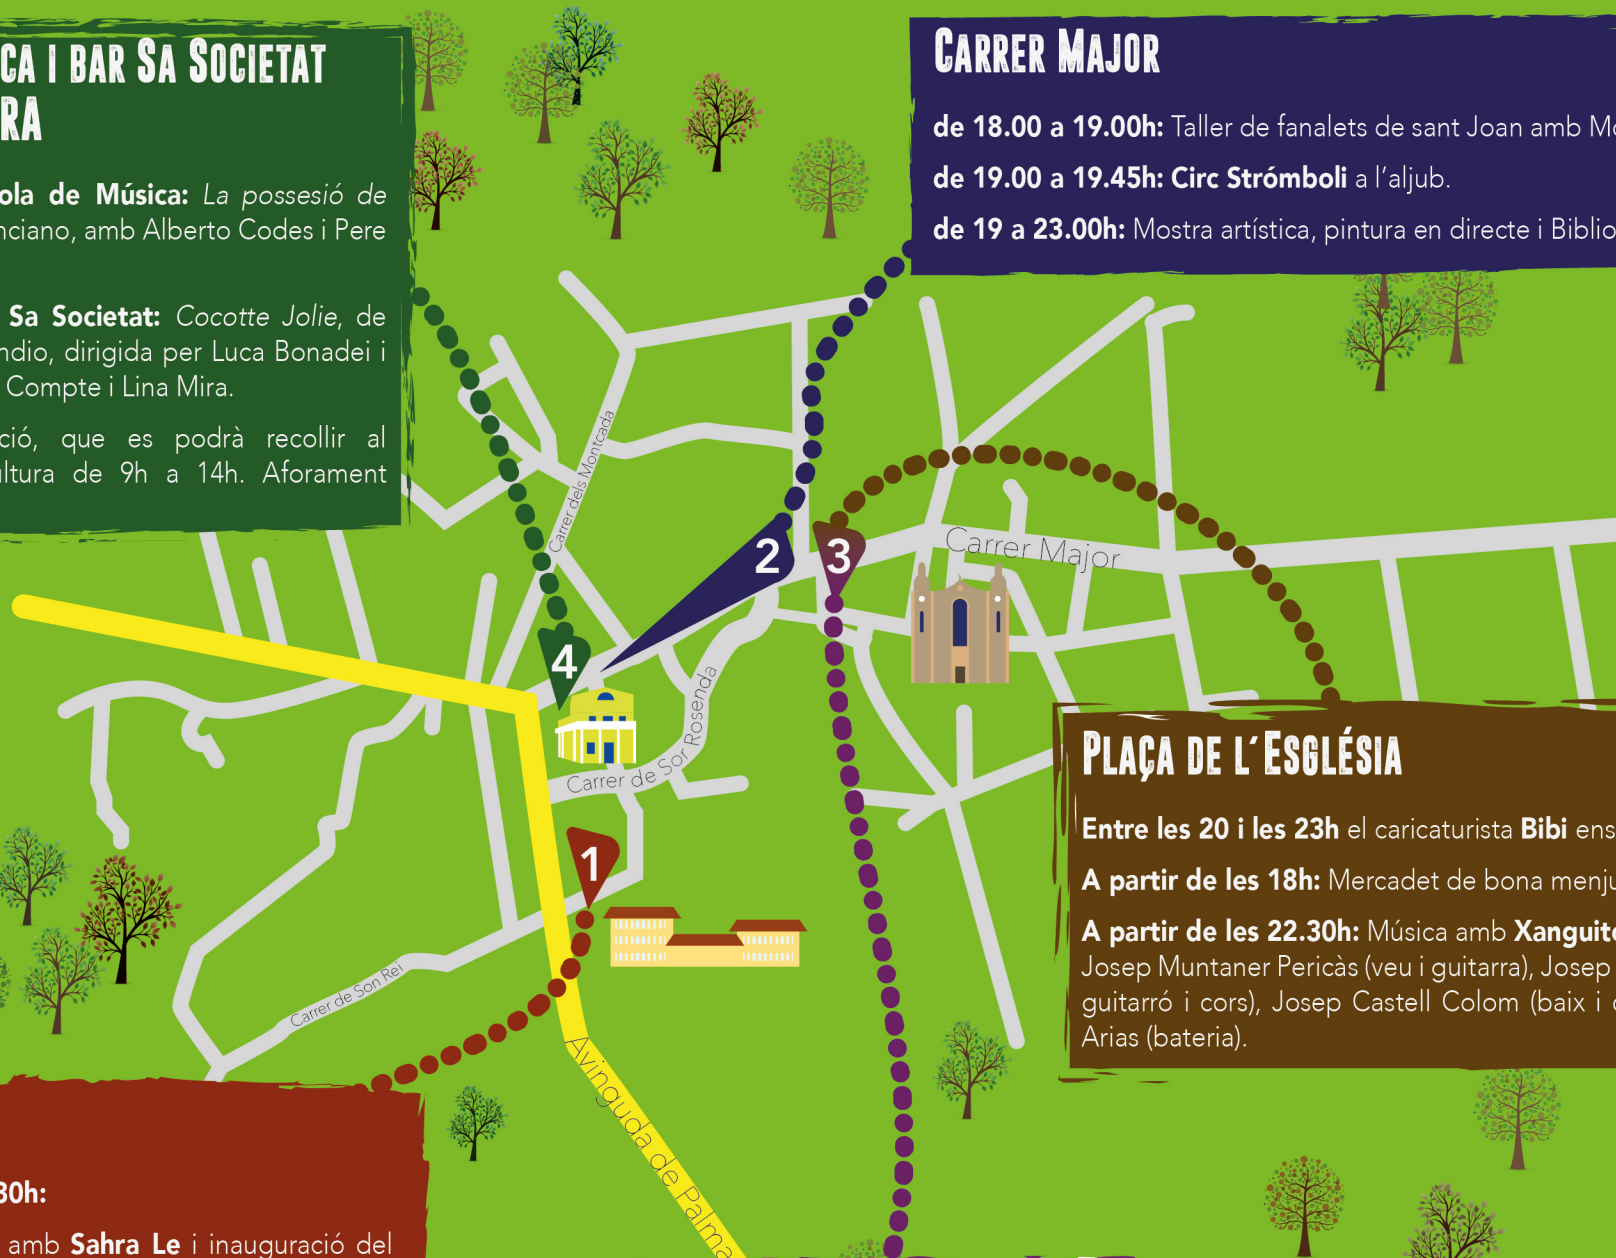 CA I BAR SA SOCIETAT
RA
ola de Música: La possesió de
nciano, amb Alberto Codes i Pere
Sa Societat: Cocotte Jolie, de
ndio, dirigida per Luca Bonadei i
Compte i Lina Mira.
ció, que es podrà recollir al
ultura de 9h a 14h. Aforament
CARRER MAJOR
de 18.00 a 19.00h: Taller de fanalets de sant Joan amb Mo
de 19.00 a 19.45h: Circ Strómboli a l'aljub.
de 19 a 23.00h: Mostra artística, pintura en directe i Biblio
Carrer dels Montcada
2
3
Carrer Major
4
Carrer de Sor Rosenda
1
Carrer de Son Rei
Avinguda de Palma
PLAÇA DE L´ESGLÉSIA
Entre les 20 i les 23h el caricaturista Bibi ens
A partir de les 18h: Mercadet de bona menju
A partir de les 22.30h: Música amb Xanguito
Josep Muntaner Pericàs (veu i guitarra), Josep
guitarró i cors), Josep Castell Colom (baix i
Arias (bateria).
30h:
amb Sahra Le i inauguració del